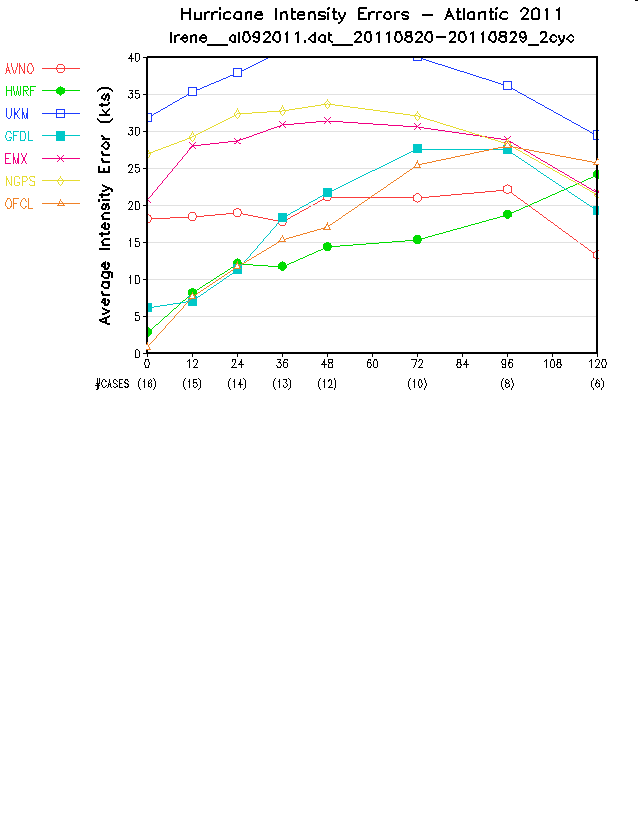 Hurricane Intensity Errors – Atlantic 2011
Irene__al092011.dat__20110820–20110829_2cyc
AVNO
HWRF
UKM
GFDL
EMX
NGPS
OFCL
Average Intensity Error (kts)
40
35
30
25
20
15
10
5
0
0 12 24 36 48 60 72 84 96 108 120
#CASES (16) (15) (14) (13) (12) (10) (8) (6)